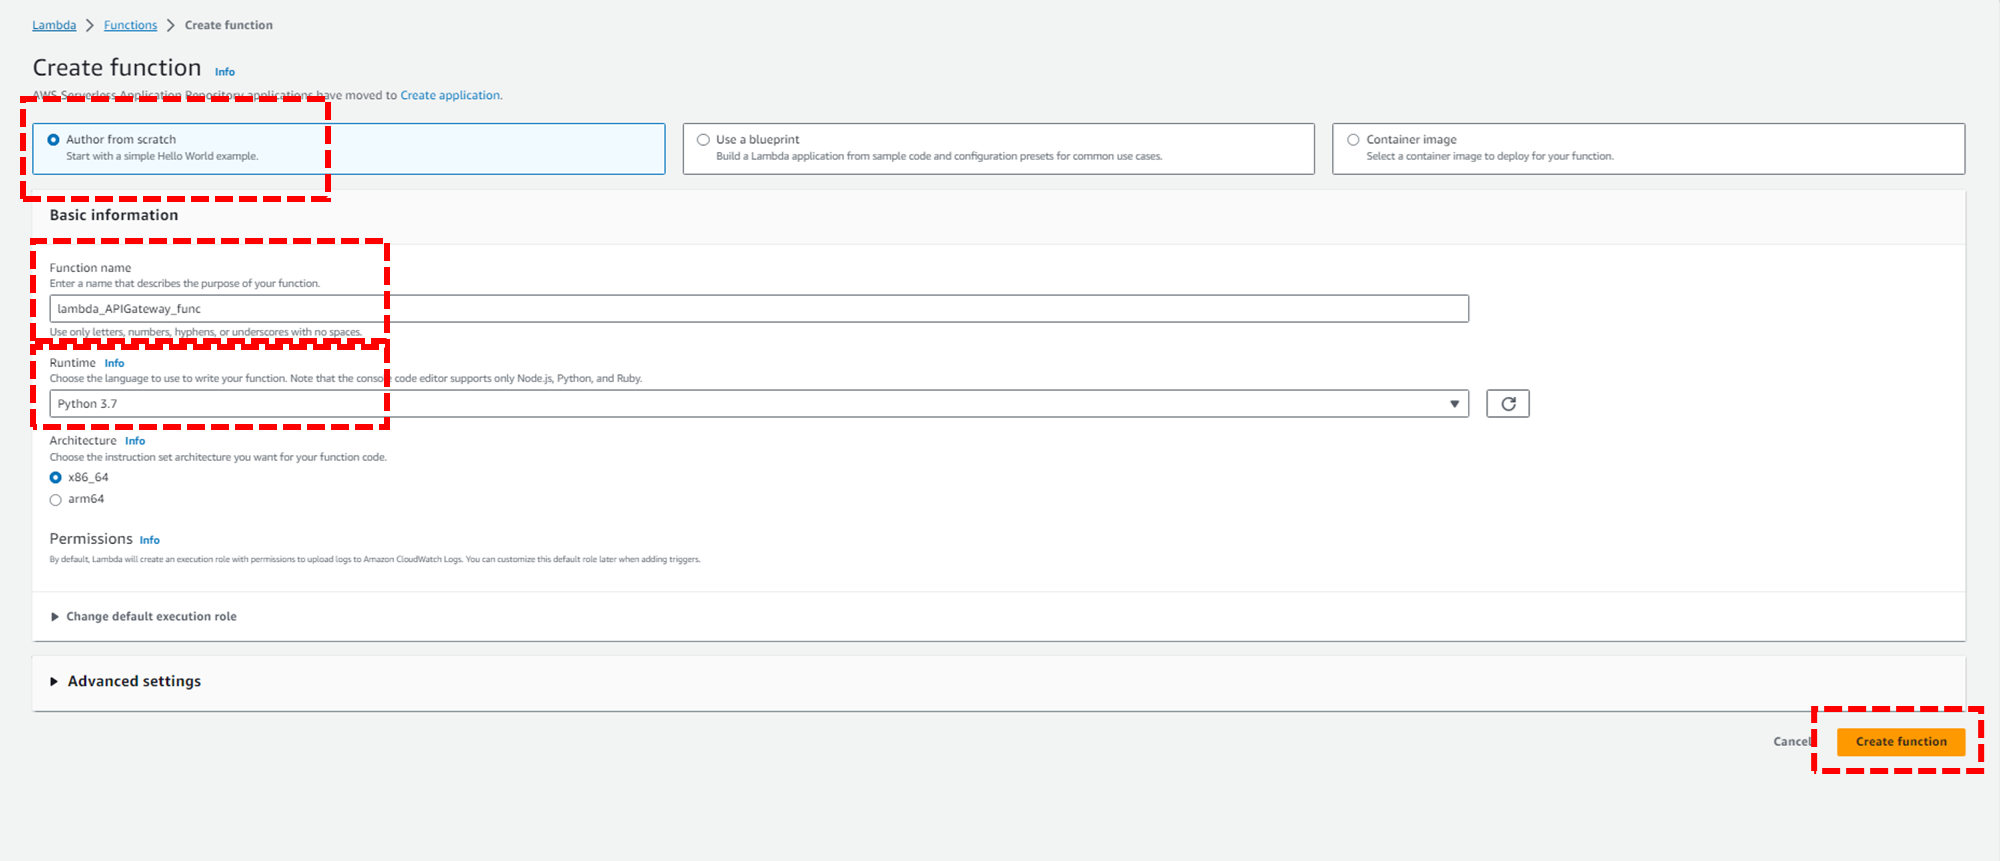 Lambda > Functions > Create function
Create function Info
AWS Serverless Application Repository applications have moved to Create application.
Author from scratch
Start with a simple Hello World example.
Use a blueprint
Build a Lambda application from sample code and configuration presets for common use cases.
Container image
Select a container image to deploy for your function.
Basic information
Function name
Enter a name that describes the purpose of your function.
lambda_APIGateway_func
Use only letters, numbers, hyphens, or underscores with no spaces.
Runtime Info
Choose the language to use to write your function. Note that the console code editor supports only Node.js, Python, and Ruby.
Python 3.7
Architecture Info
Choose the instruction set architecture you want for your function code.
x86_64
arm64
Permissions Info
By default, Lambda will create an execution role with permissions to upload logs to Amazon CloudWatch Logs. You can customize this default role later when adding triggers.
Change default execution role
Advanced settings
Cancel
Create function